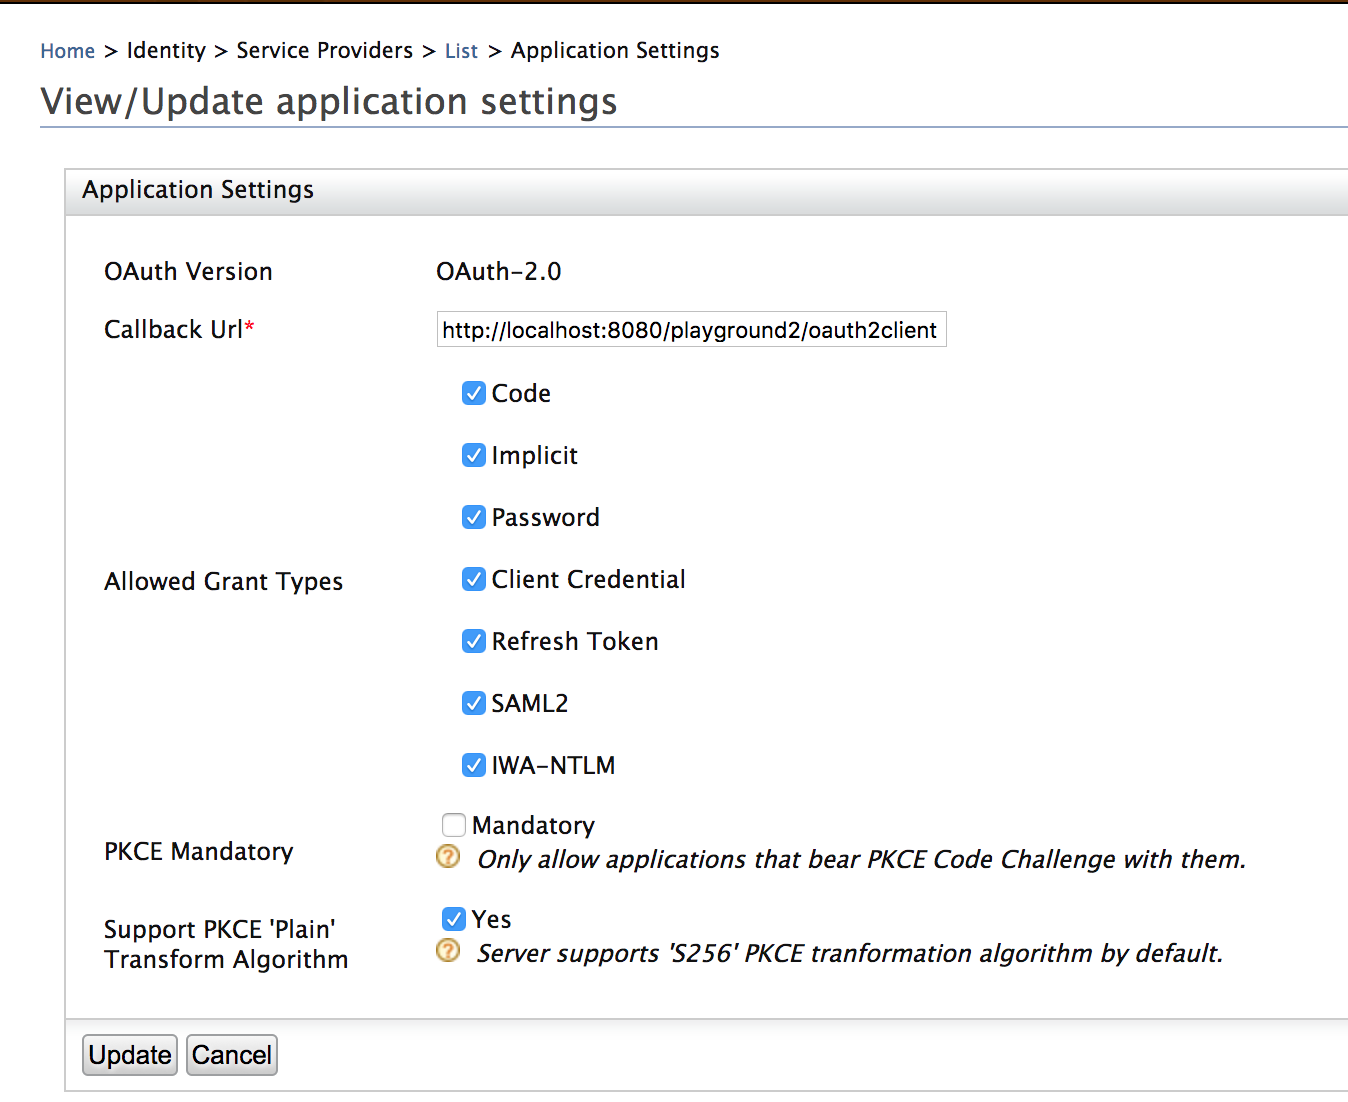 Home > Identity > Service Providers > List > Application Settings
View/Update application settings
Application Settings
OAuth Version OAuth-2.0
Callback Url* http://localhost:8080/playground2/oauth2client
Code
Implicit
Password
Allowed Grant Types Client Credential
Refresh Token
SAML2
IWA-NTLM
Mandatory
PKCE Mandatory
? Only allow applications that bear PKCE Code Challenge with them.
Yes
Support PKCE 'Plain'
Transform Algorithm
? Server supports 'S256' PKCE tranformation algorithm by default.
Update Cancel